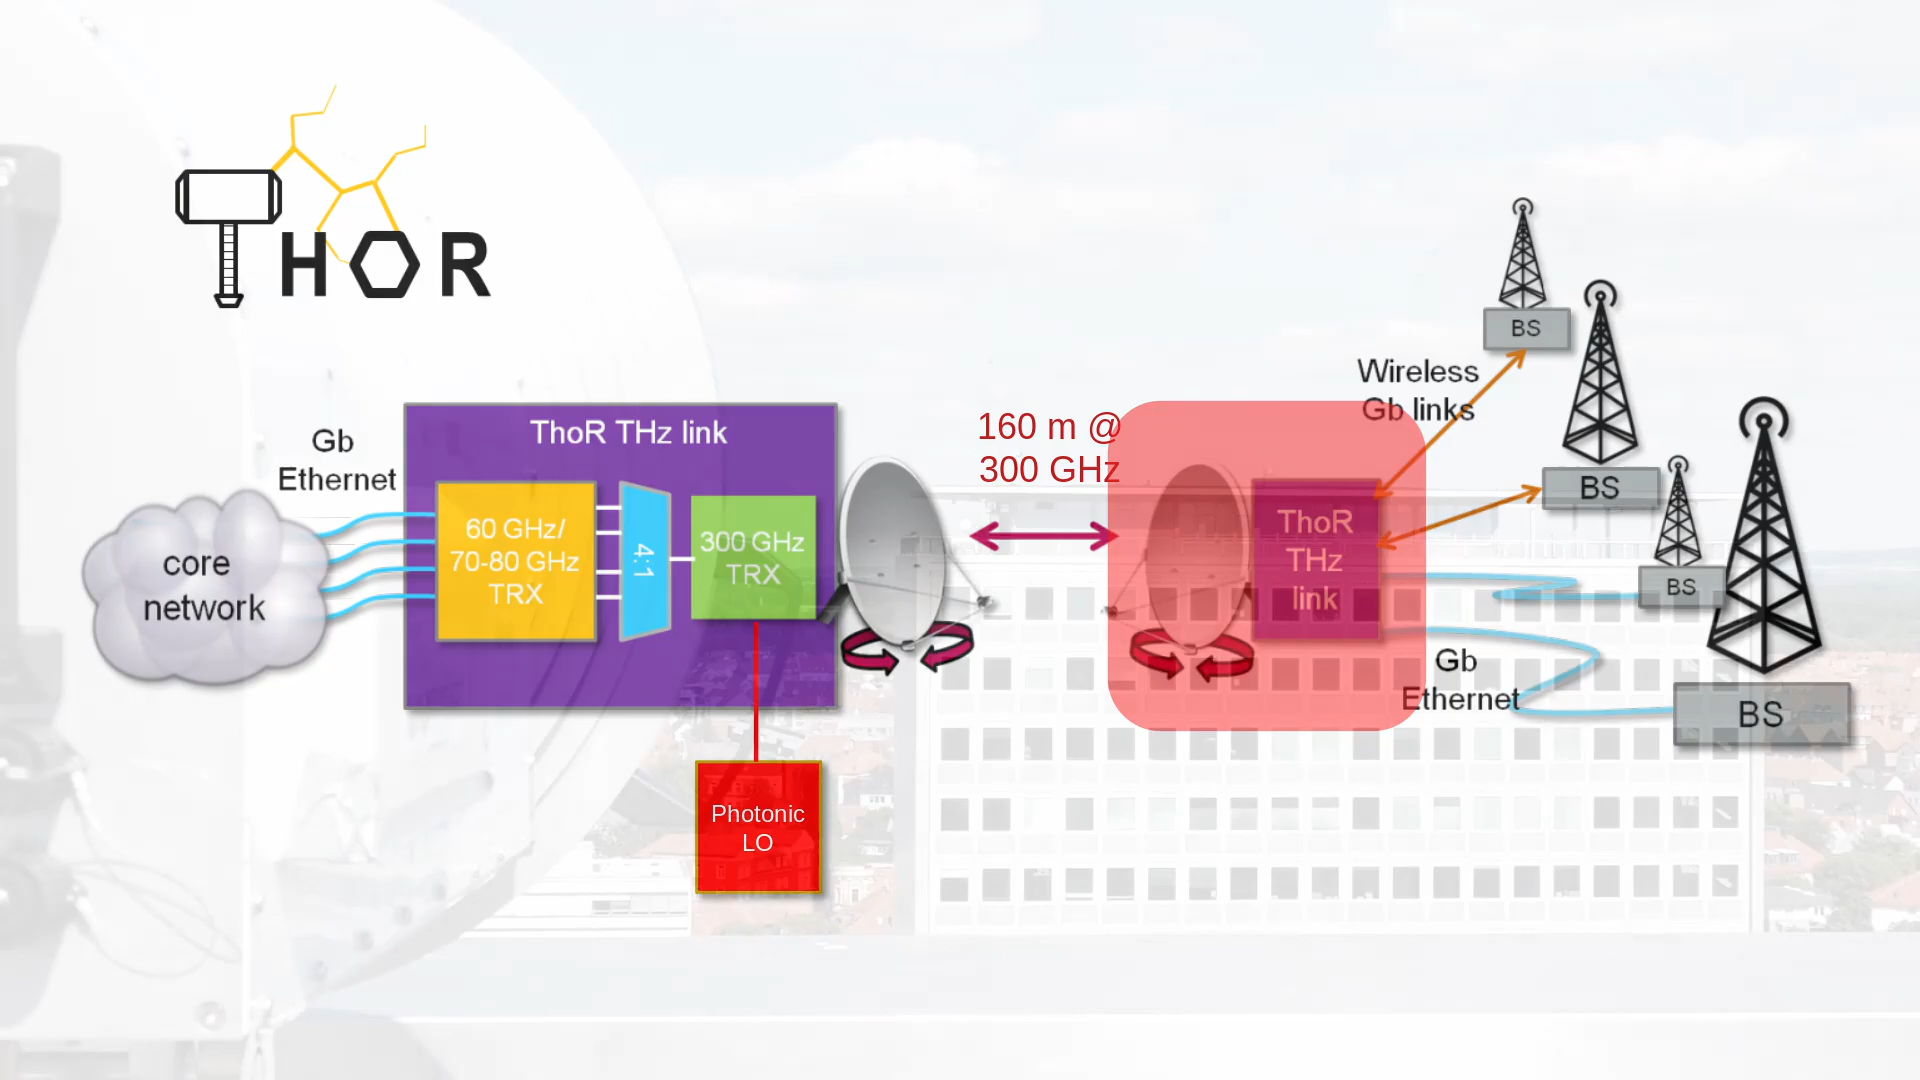 THOR
Gb
Ethernet
core
network
ThoR THz link
60 GHz/
70-80 GHz
TRX
4:1
300 GHz
TRX
Photonic
LO
160 m @
300 GHz
ThoR
THz
link
Wireless
Gb links
BS
BS
BS
BS
Gb
Ethernet